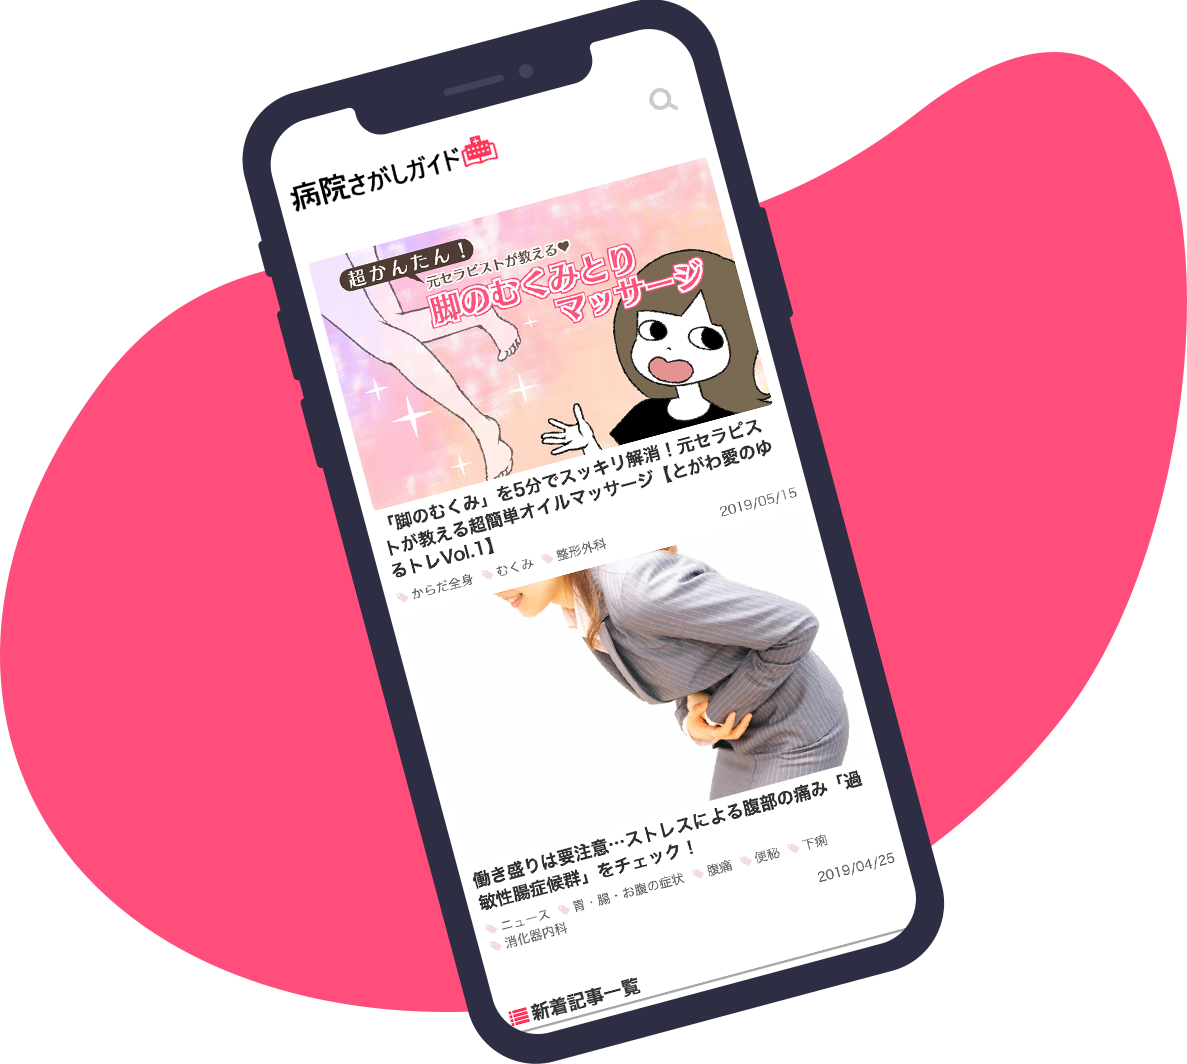 病院さがしガイド
超かんたん！
元セラピストが教える♥
脚のむくみとり
マッサージ
「脚のむくみ」を5分でスッキリ解消！元セラピス
トが教える超簡単オイルマッサージ【とがわ愛のゆ
るトレVol.1】
2019/05/15
からだ全身 むくみ 整形外科
働き盛りは要注意…ストレスによる腹部の痛み「過
敏性腸症候群」をチェック！
ニュース 胃・腸・お腹の症状 腹痛 便秘 下痢
消化器内科
2019/04/25
新着記事一覧